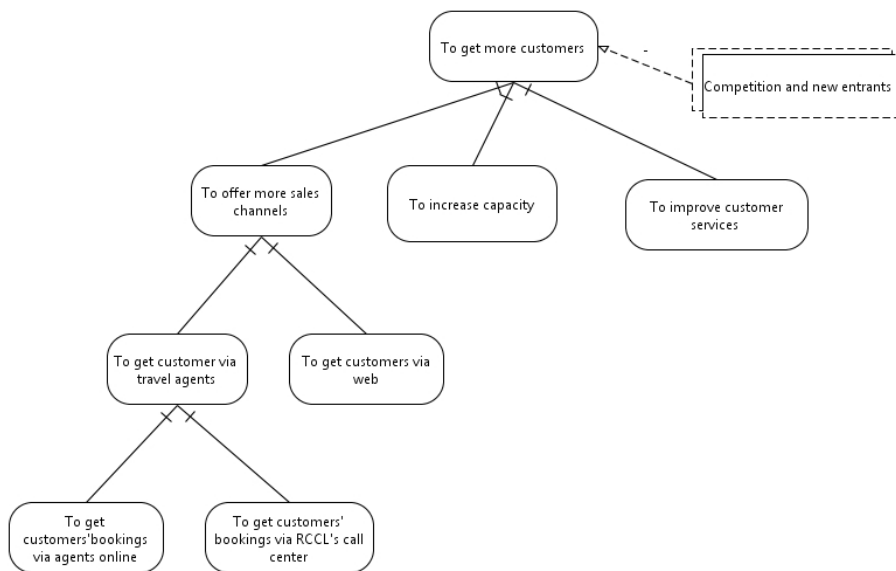 To get more customers
-
Competition and new entrants
To offer more sales
channels
To increase capacity
To improve customer
services
To get customer via
travel agents
To get customers via
web
To get
customers'bookings
via agents online
To get customers'
bookings via RCCL's call
center